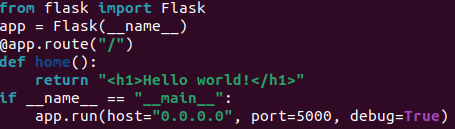 from flask import Flask
app = Flask(__name__)
@app.route("/")
def home():
    return "<h1>Hello world!</h1>"
if __name__ == "__main__":
    app.run(host="0.0.0.0", port=5000, debug=True)